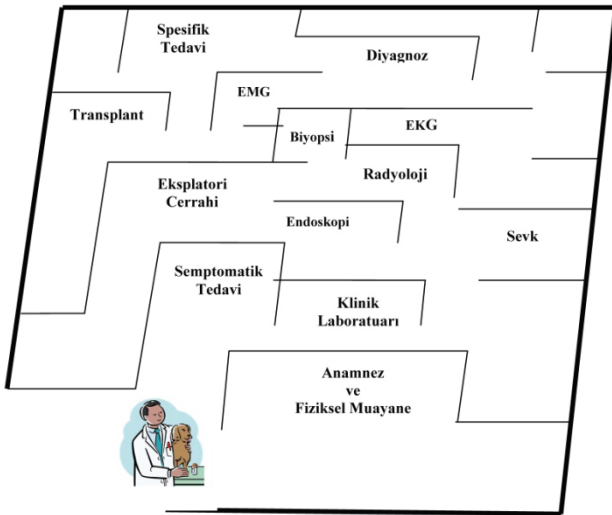 Spesifik
Tedavi
Diyagnoz
EMG
Transplant
Biyopsi
EKG
Radyoloji
Eksplatori
Cerrahi
Endoskopi
Sevk
Semptomatik
Tedavi
Klinik
Laboratuarı
Anamnez
ve
Fiziksel Muayane